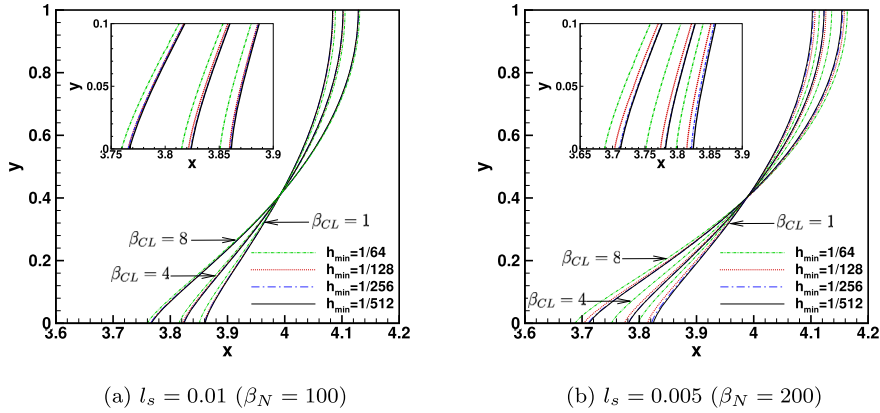 0.1
0.05
0
3.75
3.8
3.85
3.9
x
y
1
0.8
0.6
0.4
0.2
0
3.6
3.7
3.8
3.9
4
4.1
4.2
x
y
β_CL = 1
β_CL = 8
β_CL = 4
h_min=1/64
h_min=1/128
h_min=1/256
h_min=1/512
(a) l_s = 0.01 (β_N = 100)
0.1
0.05
0
3.65
3.7
3.75
3.8
3.85
3.9
x
y
1
0.8
0.6
0.4
0.2
0
3.6
3.7
3.8
3.9
4
4.1
4.2
x
y
β_CL = 1
β_CL = 8
β_CL = 4
h_min=1/64
h_min=1/128
h_min=1/256
h_min=1/512
(b) l_s = 0.005 (β_N = 200)